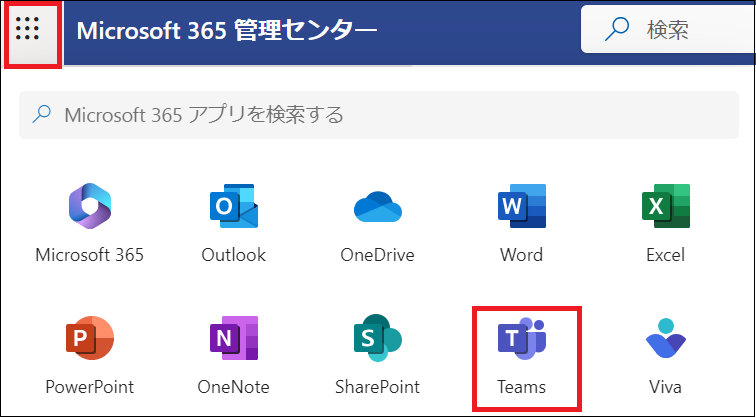 Microsoft 365 管理センター
検索
Microsoft 365 アプリを検索する
Microsoft 365
Outlook
OneDrive
Word
Excel
PowerPoint
OneNote
SharePoint
Teams
Viva